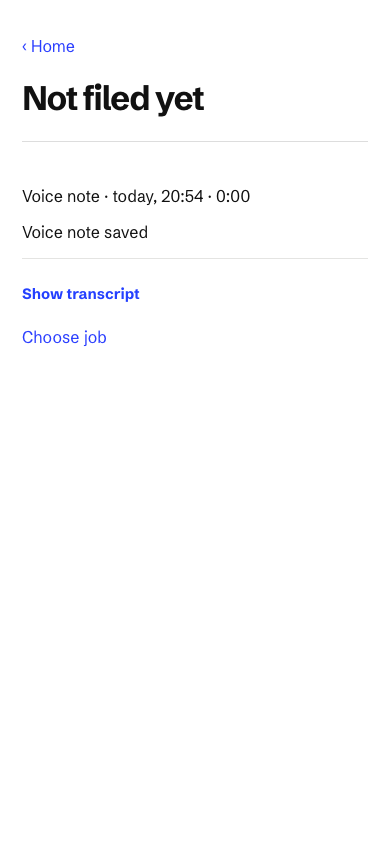 ‹ Home
Not filed yet
Voice note · today, 20:54 · 0:00
Voice note saved
Show transcript
Choose job